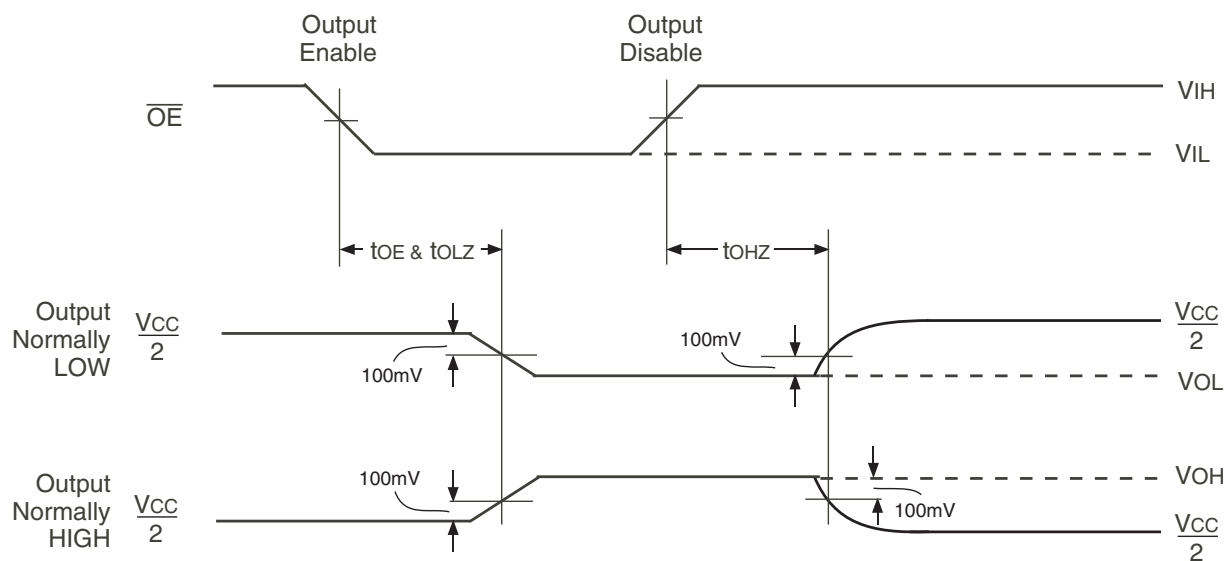 Output
Enable
Output
Disable
OE
VIH
VIL
tOE & tOLZ
tOHZ
Output
Normally
LOW
VCC
2
100mV
100mV
VCC
2
VOL
Output
Normally
HIGH
VCC
2
100mV
100mV
VOH
VCC
2